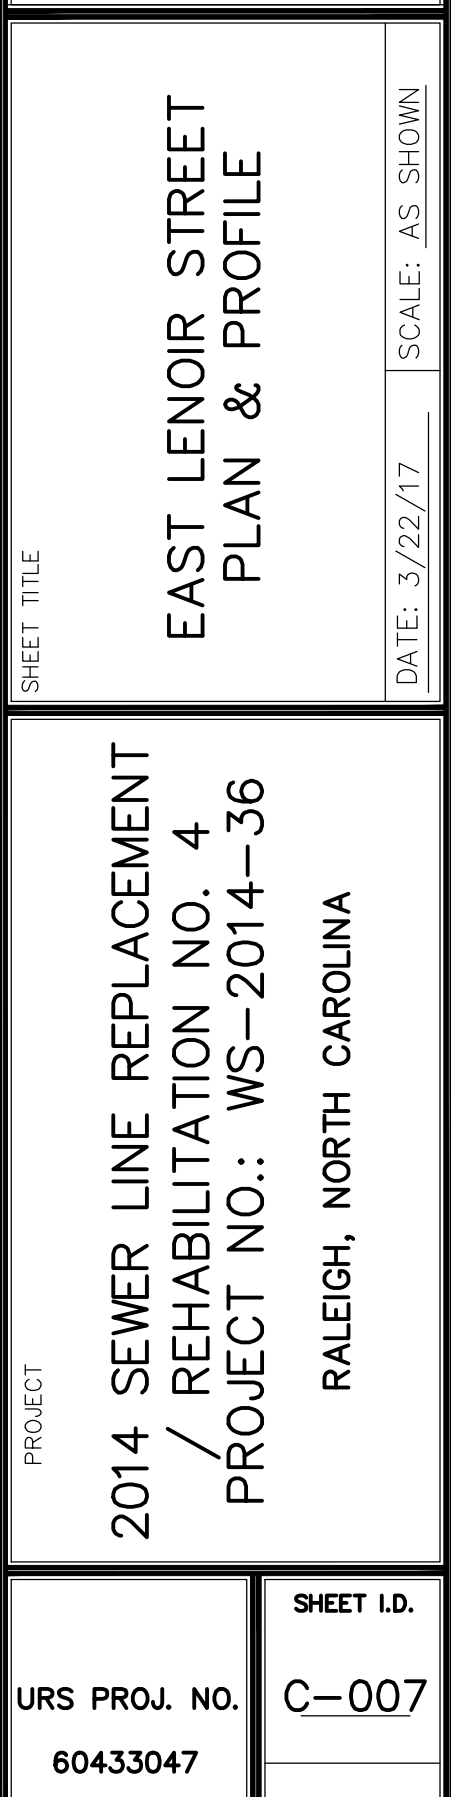 SHEET TITLE
EAST LENOIR STREET
PLAN & PROFILE
DATE: 3/22/17
SCALE: AS SHOWN
PROJECT
2014 SEWER LINE REPLACEMENT
/ REHABILITATION NO. 4
PROJECT NO.: WS-2014-36
RALEIGH, NORTH CAROLINA
URS PROJ. NO.
60433047
SHEET I.D.
C-007